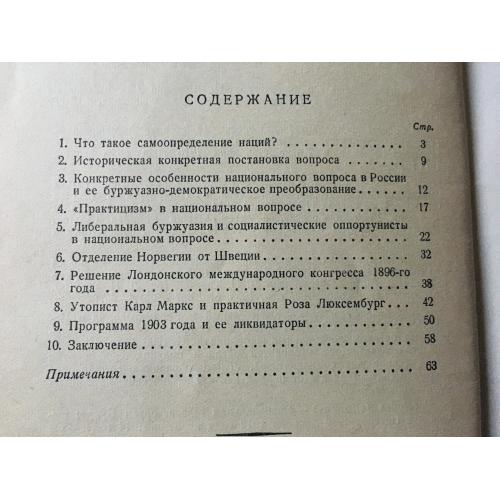 СОДЕРЖАНИЕ
Стр.
1. Что такое самоопределение наций? . . . . . . . . . . . . . 3
2. Историческая конкретная постановка вопроса . . . . . . . 9
3. Конкретные особенности национального вопроса в России
и ее буржуазно-демократическое преобразование . . . . . . 12
4. «Практицизм» в национальном вопросе . . . . . . . . . . . 17
5. Либеральная буржуазия и социалистические оппортунисты
в национальном вопросе . . . . . . . . . . . . . . . . . . 22
6. Отделение Норвегии от Швеции . . . . . . . . . . . . . . 32
7. Решение Лондонского международного конгресса 1896-го
года . . . . . . . . . . . . . . . . . . . . . . . . . . . 38
8. Утопист Карл Маркс и практичная Роза Люксембург . . . 42
9. Программа 1903 года и ее ликвидаторы . . . . . . . . . . 50
10. Заключение . . . . . . . . . . . . . . . . . . . . . . . . 58
Примечания . . . . . . . . . . . . . . . . . . . . . . . . . . 63